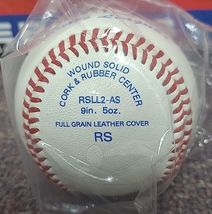 WOUND SOLID
CORK & RUBBER CENTER
RSLL2-AS
9in. 5oz.
FULL GRAIN LEATHER COVER
RS